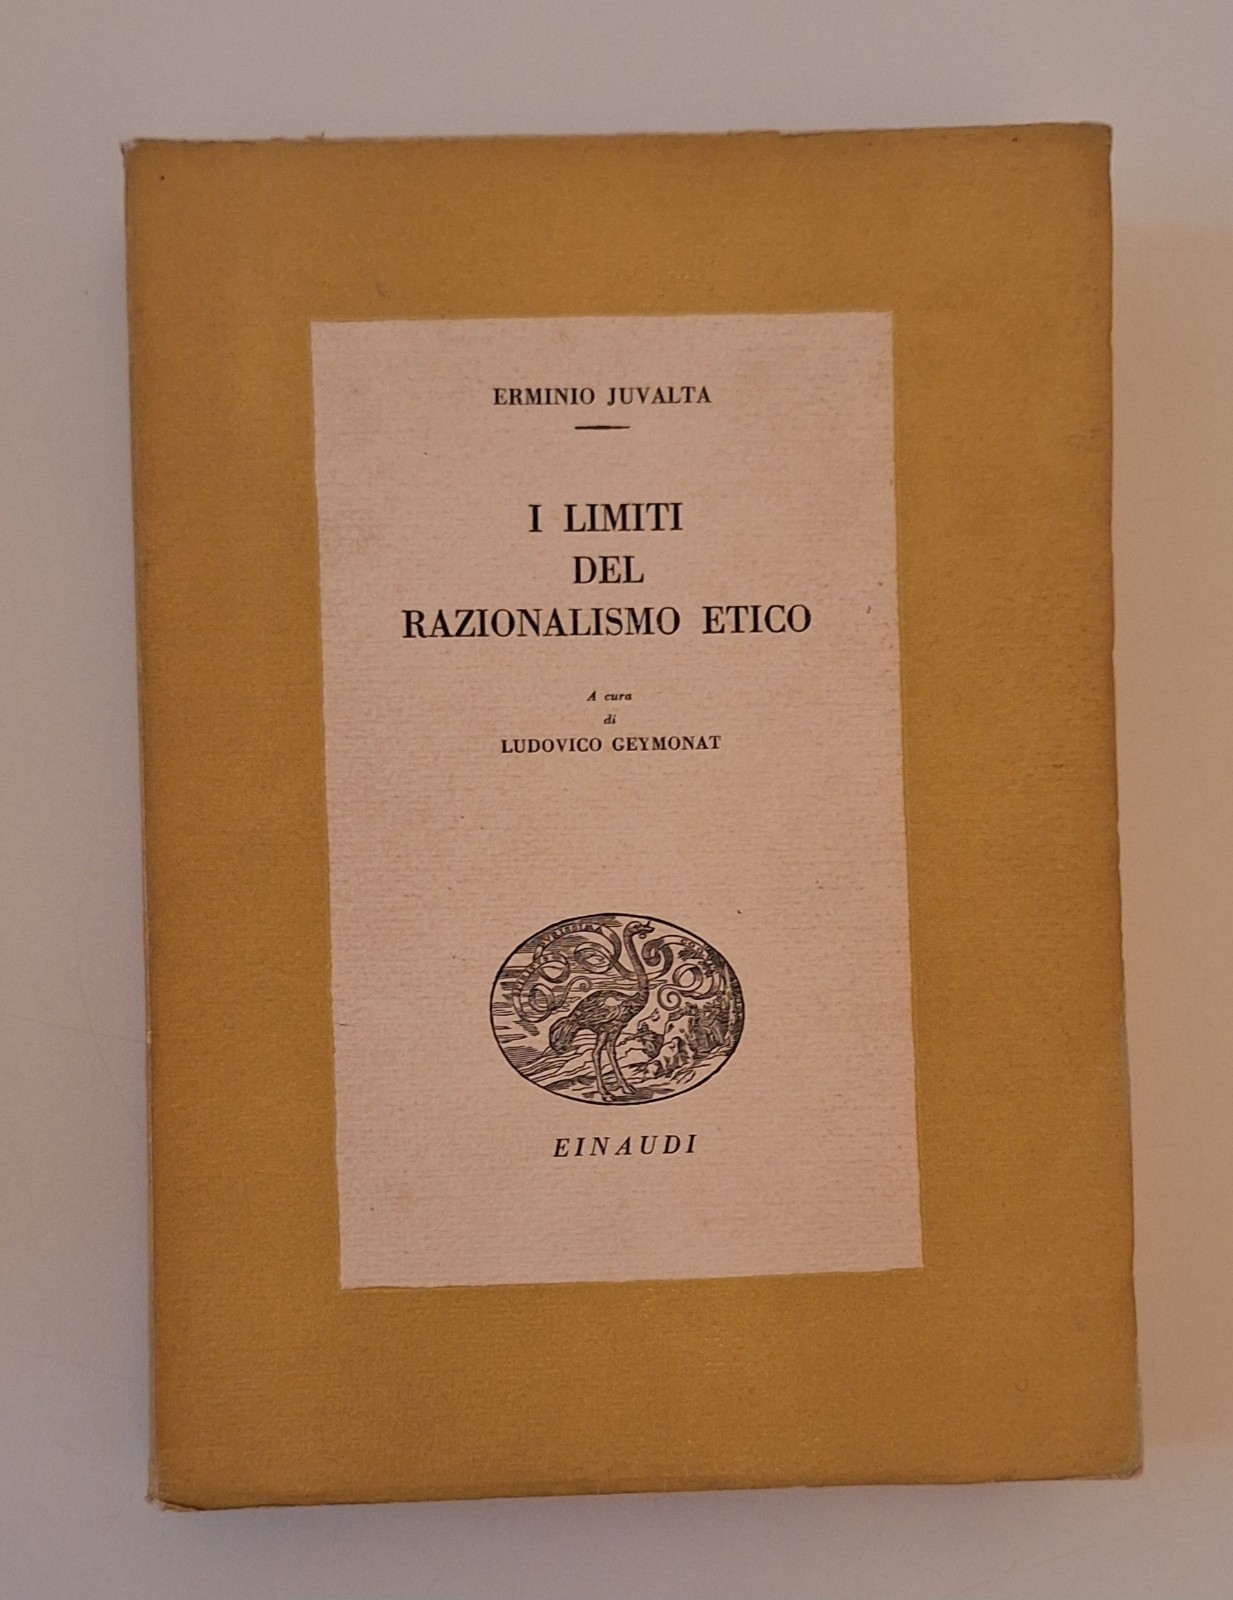 ERMINIO JUVALTA
I LIMITI
DEL
RAZIONALISMO ETICO
A cura
di
LUDOVICO GEYMONAT
EINAUDI